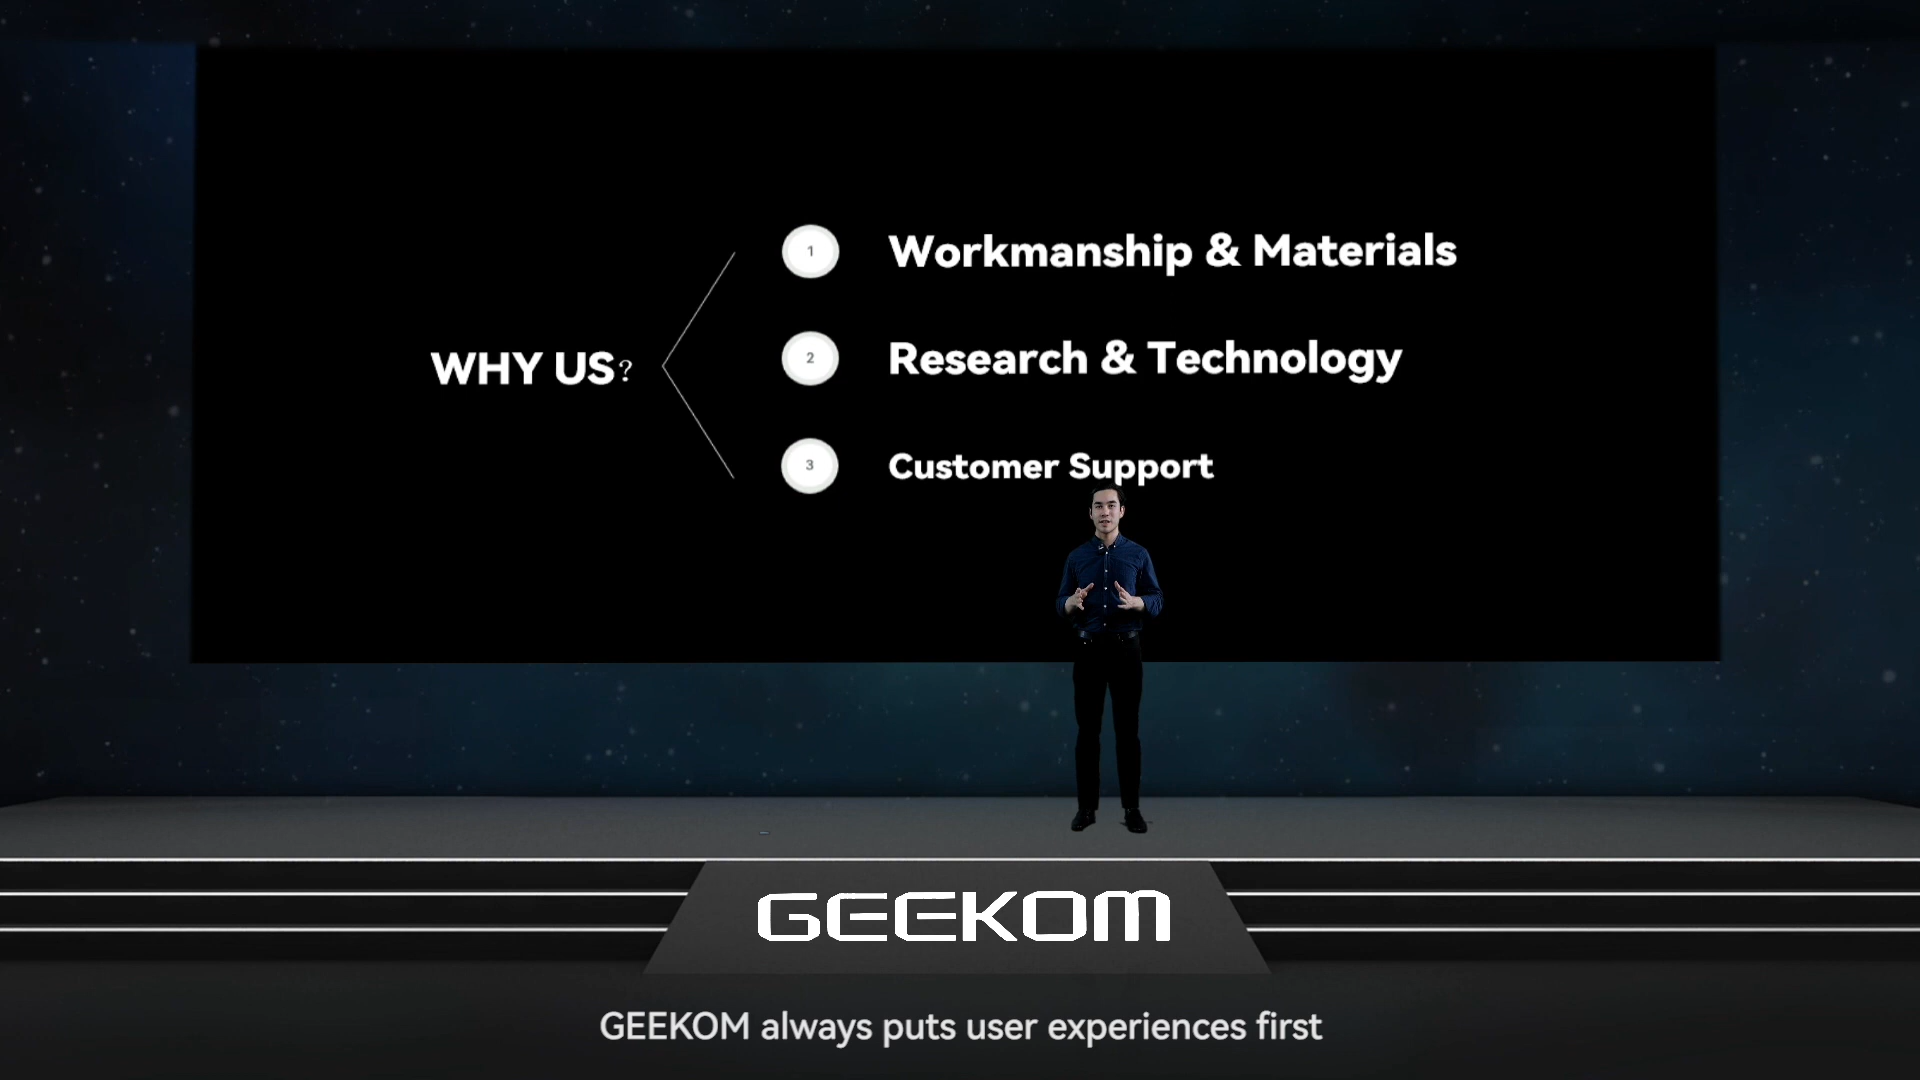 WHY US?
1 Workmanship & Materials
2 Research & Technology
3 Customer Support
GEEKOM
GEEKOM always puts user experiences first